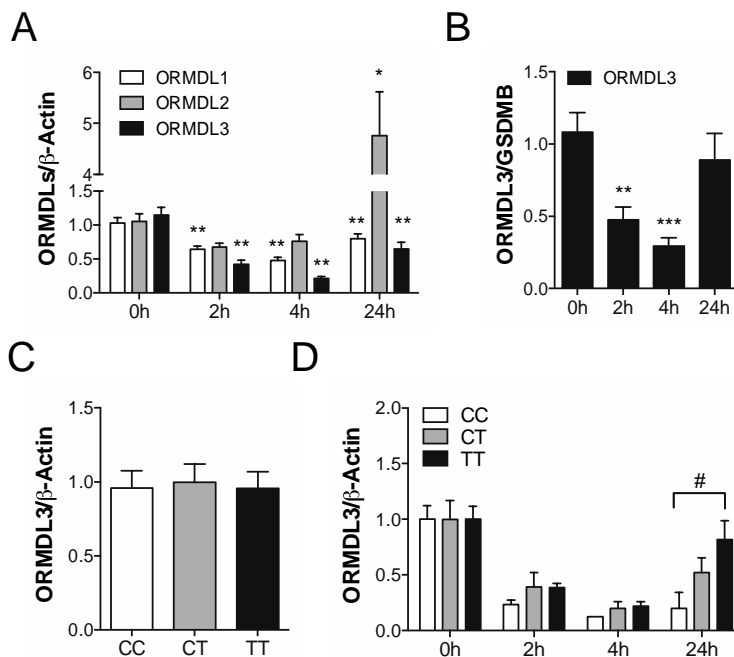 A
ORMDLs/β-Actin
6
5
4
1.5
1.0
0.5
0.0
ORMDL1
ORMDL2
ORMDL3
** ** ** ** ** * **
0h 2h 4h 24h
B
ORMDL3/GSDMB
1.5
1.0
0.5
0.0
ORMDL3
** ***
0h 2h 4h 24h
C
ORMDL3/β-Actin
1.5
1.0
0.5
0.0
CC CT TT
D
ORMDL3/β-Actin
2.0
1.5
1.0
0.5
0.0
CC
CT
TT
#
0h 2h 4h 24h